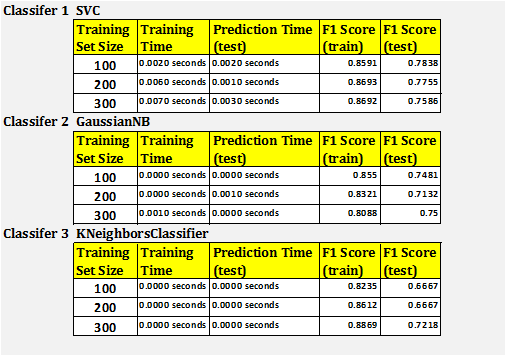 Classifer 1 SVC
Training Training Prediction Time F1 Score F1 Score
Set Size Time (test) (train) (test)
100 0.0020 seconds 0.0020 seconds 0.8591 0.7838
200 0.0060 seconds 0.0010 seconds 0.8693 0.7755
300 0.0070 seconds 0.0030 seconds 0.8692 0.7586
Classifer 2 GaussianNB
Training Training Prediction Time F1 Score F1 Score
Set Size Time (test) (train) (test)
100 0.0000 seconds 0.0000 seconds 0.855 0.7481
200 0.0000 seconds 0.0010 seconds 0.8321 0.7132
300 0.0010 seconds 0.0000 seconds 0.8088 0.75
Classifer 3 KNeighborsClassifier
Training Training Prediction Time F1 Score F1 Score
Set Size Time (test) (train) (test)
100 0.0000 seconds 0.0000 seconds 0.8235 0.6667
200 0.0000 seconds 0.0000 seconds 0.8612 0.6667
300 0.0000 seconds 0.0000 seconds 0.8869 0.7218